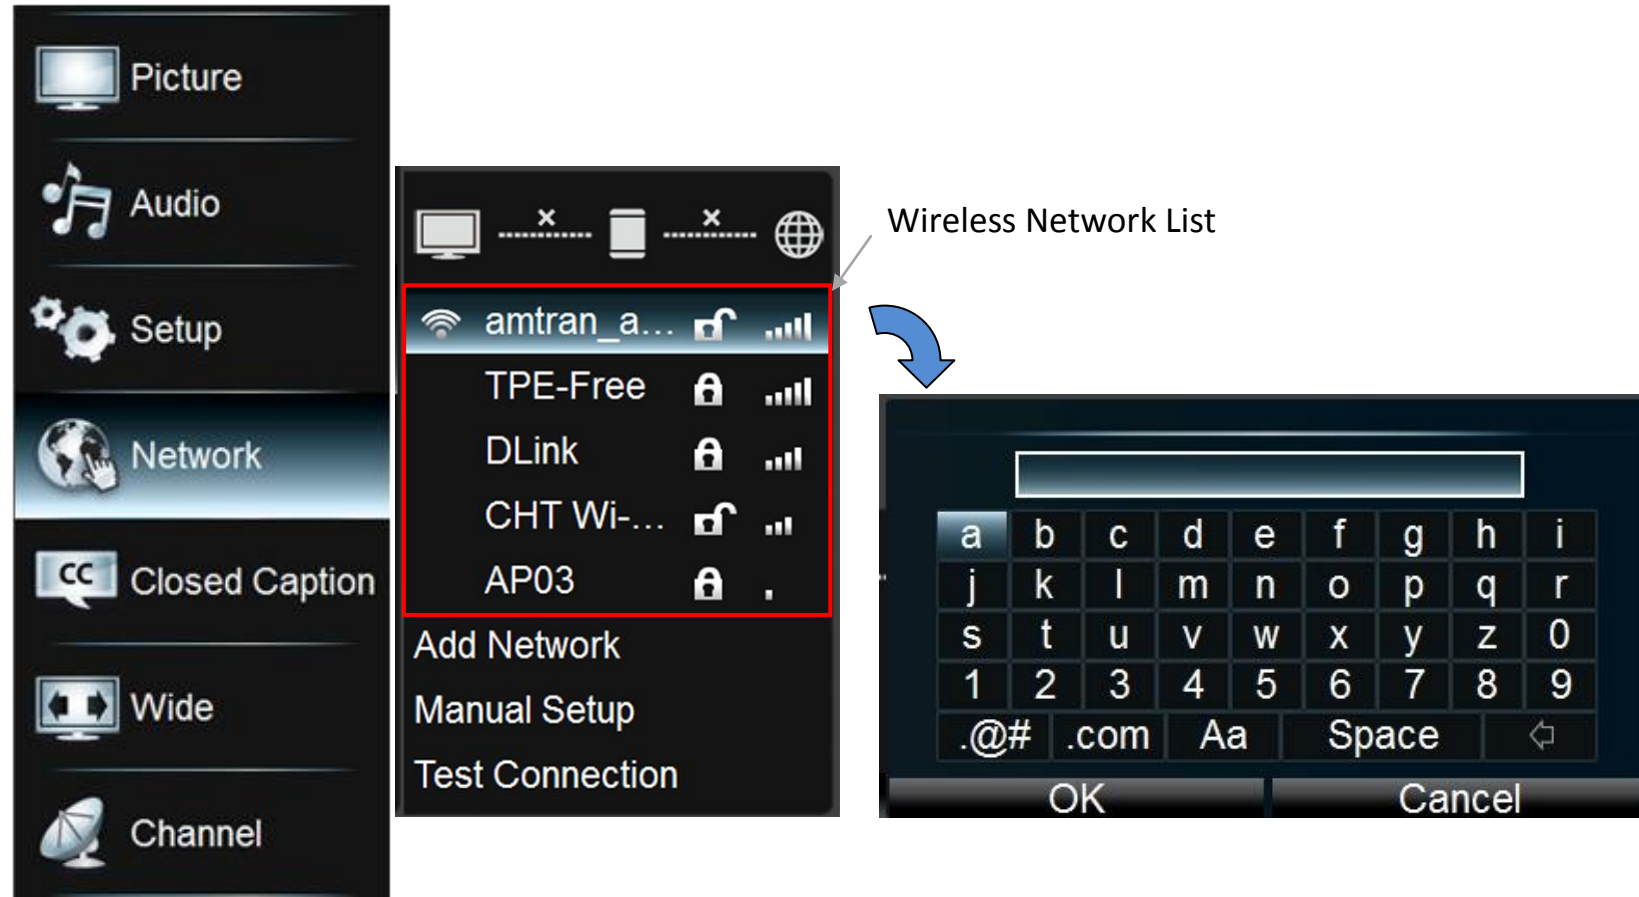 Picture
Audio
Setup
Network
CC
Closed Caption
Wide
Channel
Wireless Network List
amtran_a...
TPE-Free
DLink
CHT Wi-...
AP03
Add Network
Manual Setup
Test Connection
a b c d e f g h i
j k l m n o p q r
s t u v w x y z 0
1 2 3 4 5 6 7 8 9
.@# .com Aa Space
OK Cancel